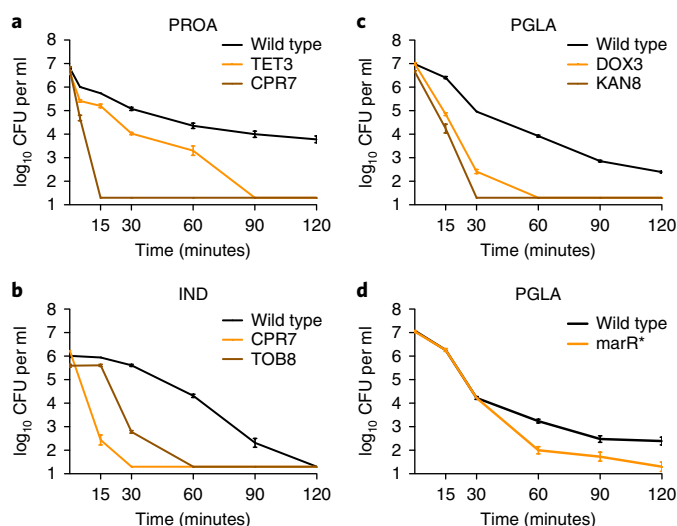 a
PROA
log10 CFU per ml
8
7
6
5
4
3
2
1
15 30 60 90 120
Time (minutes)
Wild type
TET3
CPR7
c
PGLA
log10 CFU per ml
8
7
6
5
4
3
2
1
15 30 60 90 120
Time (minutes)
Wild type
DOX3
KAN8
b
IND
log10 CFU per ml
8
7
6
5
4
3
2
1
15 30 60 90 120
Time (minutes)
Wild type
CPR7
TOB8
d
PGLA
log10 CFU per ml
8
7
6
5
4
3
2
1
15 30 60 90 120
Time (minutes)
Wild type
marR*